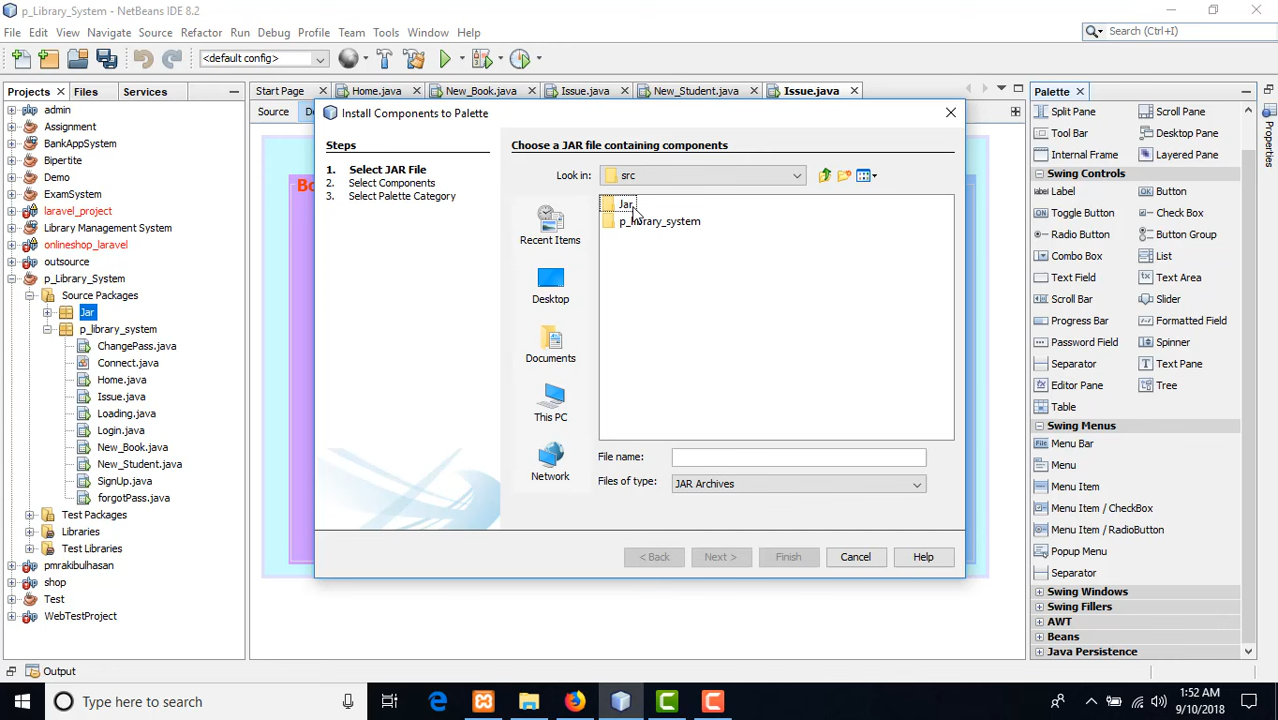 p_Library_System - NetBeans IDE 8.2
File Edit View Navigate Source Refactor Run Debug Profile Team Tools Window Help
Search (Ctrl+I)
<default config>
Projects Files Services
Start Page Home.java New_Book.java Issue.java New_Student.java Issue.java
Palette
Source
admin
Assignment
BankAppSystem
Bipertite
Demo
ExamSystem
laravel_project
Library Management System
onlineshop_laravel
outsource
p_Library_System
Source Packages
Jar
p_library_system
ChangePass.java
Connect.java
Home.java
Issue.java
Loading.java
Login.java
New_Book.java
New_Student.java
SignUp.java
forgotPass.java
Test Packages
Libraries
Test Libraries
pmrakibulhasan
shop
Test
WebTestProject
Output
Install Components to Palette
Steps
1. Select JAR File
2. Select Components
3. Select Palette Category
Choose a JAR file containing components
Look in: src
Jar
p_library_system
Recent Items
Desktop
Documents
This PC
Network
File name:
Files of type: JAR Archives
< Back Next > Finish Cancel Help
Split Pane Scroll Pane
Tool Bar Desktop Pane
Internal Frame Layered Pane
Swing Controls
Label Button
Toggle Button Check Box
Radio Button Button Group
Combo Box List
Text Field Text Area
Scroll Bar Slider
Progress Bar Formatted Field
Password Field Spinner
Separator Text Pane
Editor Pane Tree
Table
Swing Menus
Menu Bar
Menu
Menu Item
Menu Item / CheckBox
Menu Item / RadioButton
Popup Menu
Separator
Swing Windows
Swing Fillers
AWT
Beans
Java Persistence
Properties
Type here to search
1:52 AM
9/10/2018